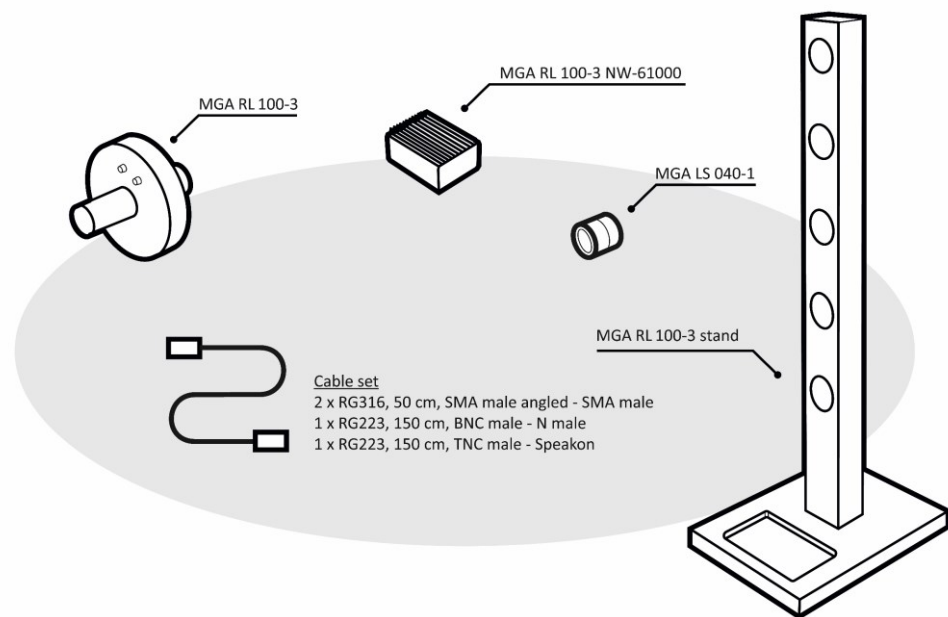 MGA RL 100-3 NW-61000
MGA RL 100-3
MGA LS 040-1
MGA RL 100-3 stand
Cable set
2 x RG316, 50 cm, SMA male angled - SMA male
1 x RG223, 150 cm, BNC male - N male
1 x RG223, 150 cm, TNC male - Speakon